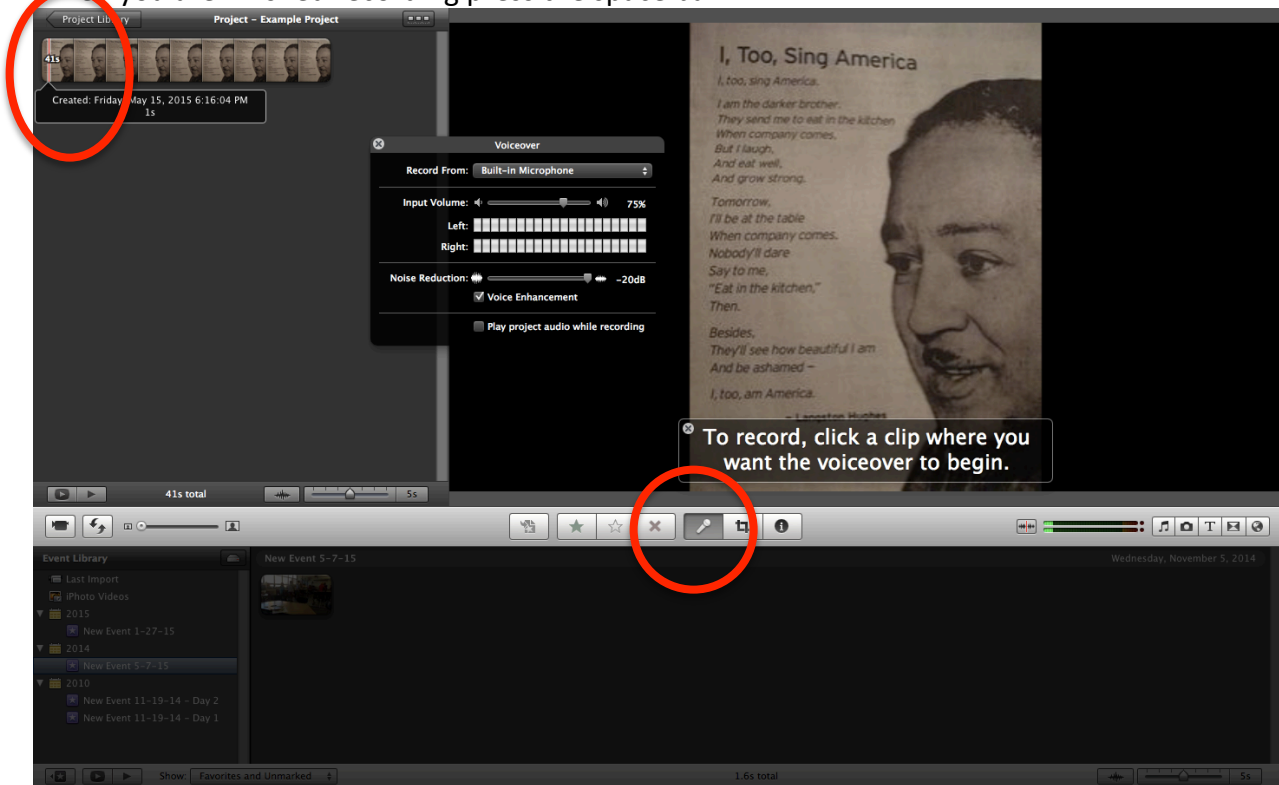 Project Library
Project – Example Project
41s
Created: Friday, May 15, 2015 6:16:04 PM
1s
Voiceover
Record From: Built-in Microphone
Input Volume: 75%
Left:
Right:
Noise Reduction: -20dB
Voice Enhancement
Play project audio while recording
I, Too, Sing America
I, too, sing America.
I am the darker brother.
They send me to eat in the kitchen
When company comes,
But I laugh,
And eat well,
And grow strong.
Tomorrow,
I'll be at the table
When company comes.
Nobody'll dare
Say to me,
"Eat in the kitchen,"
Then.
Besides,
They'll see how beautiful I am
And be ashamed –
I, too, am America.
– Langston Hughes
To record, click a clip where you
want the voiceover to begin.
41s total
5s
T
Event Library
New Event 5-7-15
Wednesday, November 5, 2014
Last Import
iPhoto Videos
2015
New Event 1-27-15
2014
New Event 5-7-15
2010
New Event 11-19-14 – Day 2
New Event 11-19-14 – Day 1
Show: Favorites and Unmarked
1.6s total
5s